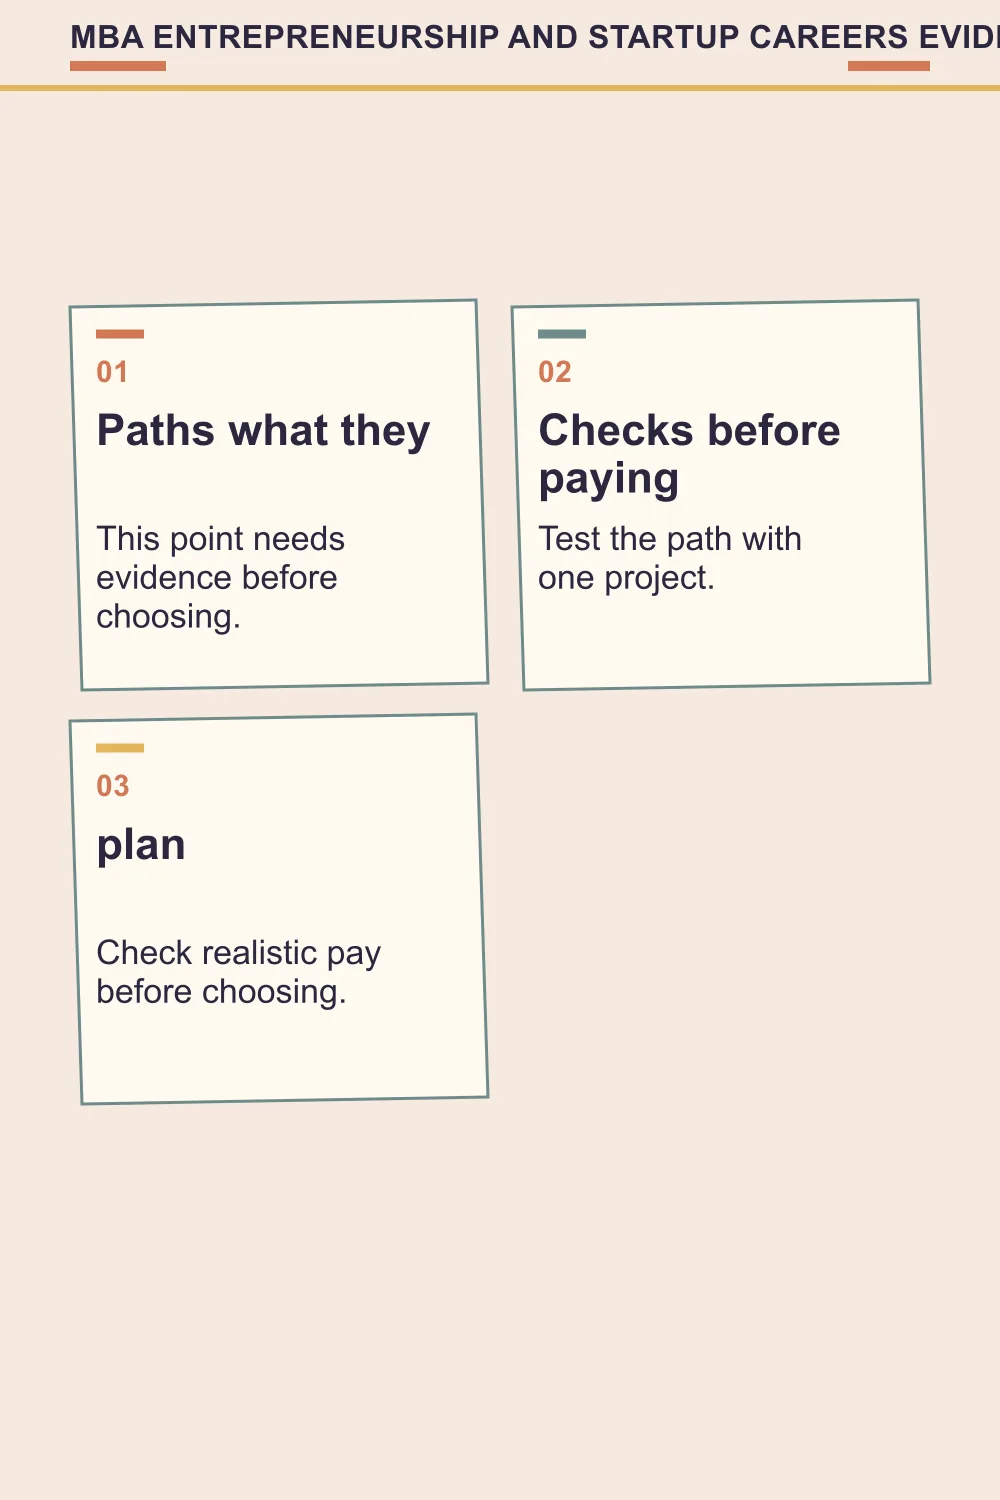 MBA ENTREPRENEURSHIP AND STARTUP CAREERS
01
Paths what they
This point needs
evidence before
choosing.
02
Checks before
paying
Test the path with
one project.
03
plan
Check realistic pay
before choosing.